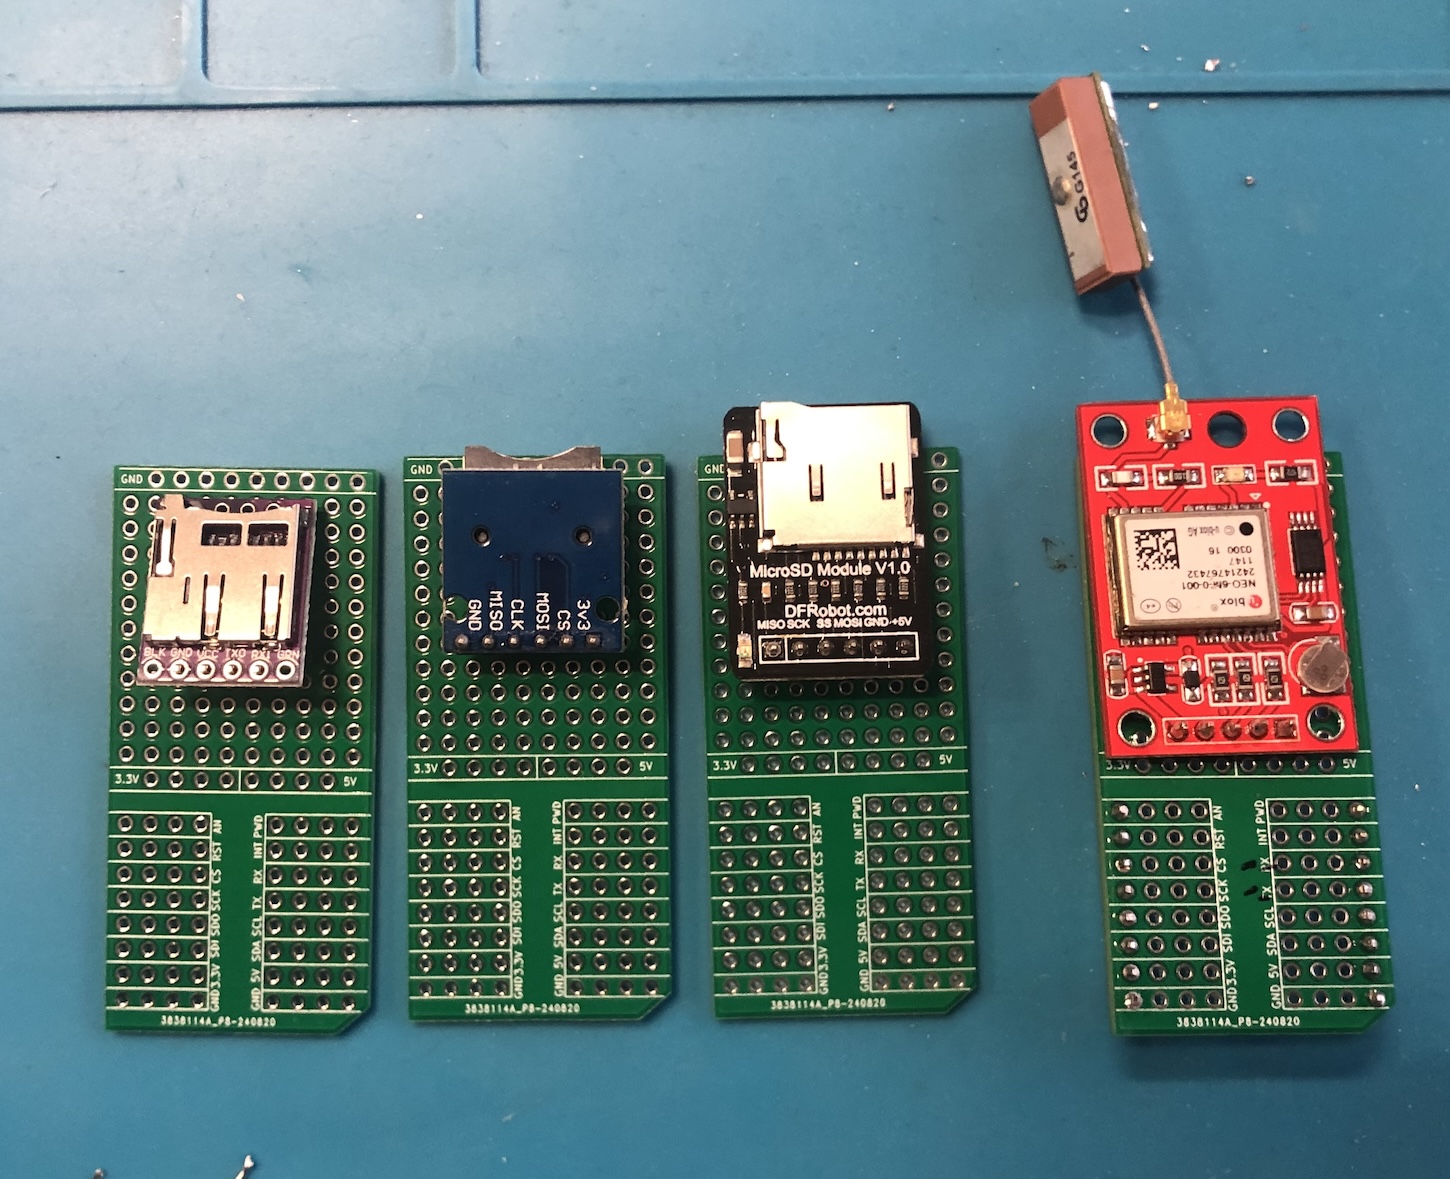 G145
GND
BLK GND VCC TXO RXI GRN
3.3V
5V
AN
RST
CS
SCK
SDO
SDI
3.3V
GND
PWD
INT
RX
TX
SCL
SDA
5V
GND
3838114A_P8-240820
GND
GND
MISO
CLK
MOSI
CS
3v3
3.3V
5V
AN
RST
CS
SCK
SDO
SDI
3.3V
GND
PWD
INT
RX
TX
SCL
SDA
5V
GND
3838114A_P8-240820
GND
MicroSD Module V1.0
DFRobot.com
MISO SCK SS MOSI GND +5V
3.3V
5V
AN
RST
CS
SCK
SDO
SDI
3.3V
GND
PWD
INT
RX
TX
SCL
SDA
5V
GND
3838114A_P8-240820
blox
NEO-6M-0-001
24214767432
1147
0300 16
© u-blox AG
3.3V
5V
AN
RST
CS
SCK
SDO
SDI
3.3V
GND
PWD
INT
RX
TX
SCL
SDA
5V
GND
3838114A_P8-240820